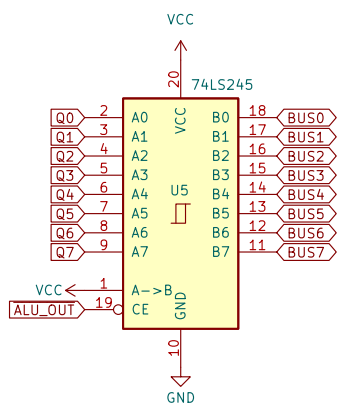 VCC
20
74LS245
VCC
Q0 2 A0 B0 18 BUS0
Q1 3 A1 B1 17 BUS1
Q2 4 A2 B2 16 BUS2
Q3 5 A3 B3 15 BUS3
Q4 6 A4 U5 B4 14 BUS4
Q5 7 A5 B5 13 BUS5
Q6 8 A6 B6 12 BUS6
Q7 9 A7 B7 11 BUS7
VCC 1 A->B
ALU_OUT 19 CE
GND
10
GND